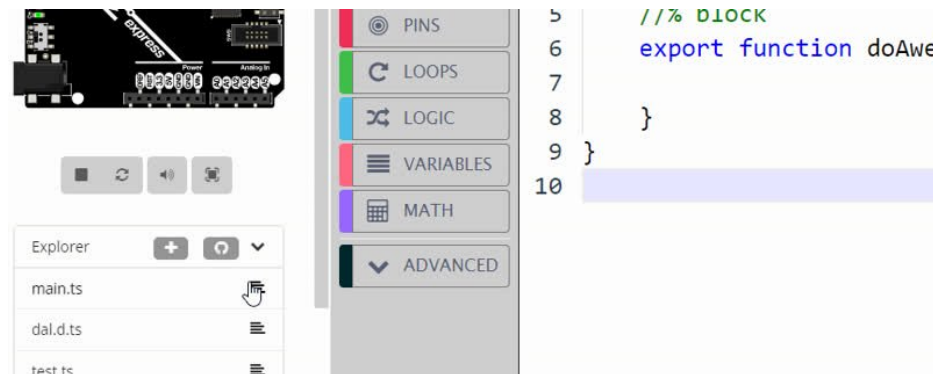 express
Power
Analog In
Explorer
main.ts
dal.d.ts
test.ts
PINS
LOOPS
LOGIC
VARIABLES
MATH
ADVANCED
5 //% block
6 export function doAwe
7
8 }
9 }
10